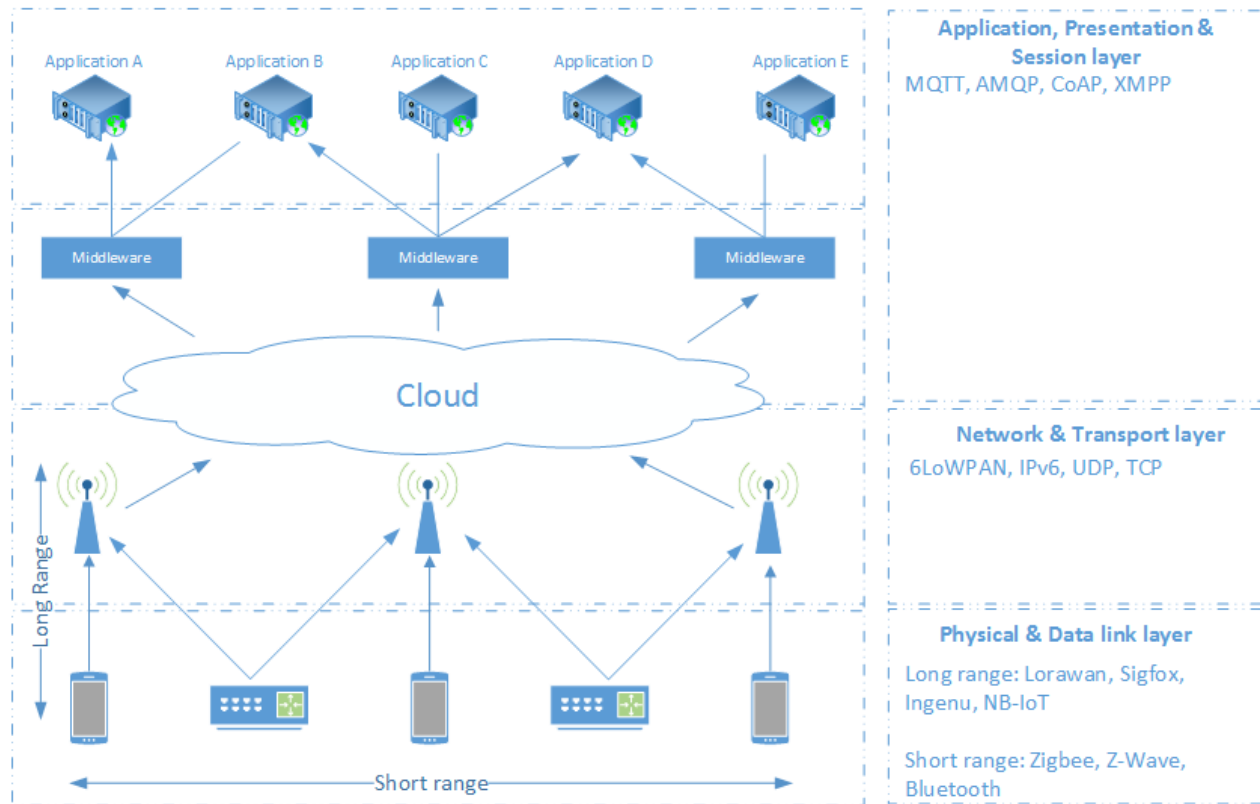 Application A
Application B
Application C
Application D
Application E
Middleware
Middleware
Middleware
Cloud
Long Range
Short range
Application, Presentation &
Session layer
MQTT, AMQP, CoAP, XMPP
Network & Transport layer
6LoWPAN, IPv6, UDP, TCP
Physical & Data link layer
Long range: Lorawan, Sigfox,
Ingenu, NB-IoT
Short range: Zigbee, Z-Wave,
Bluetooth